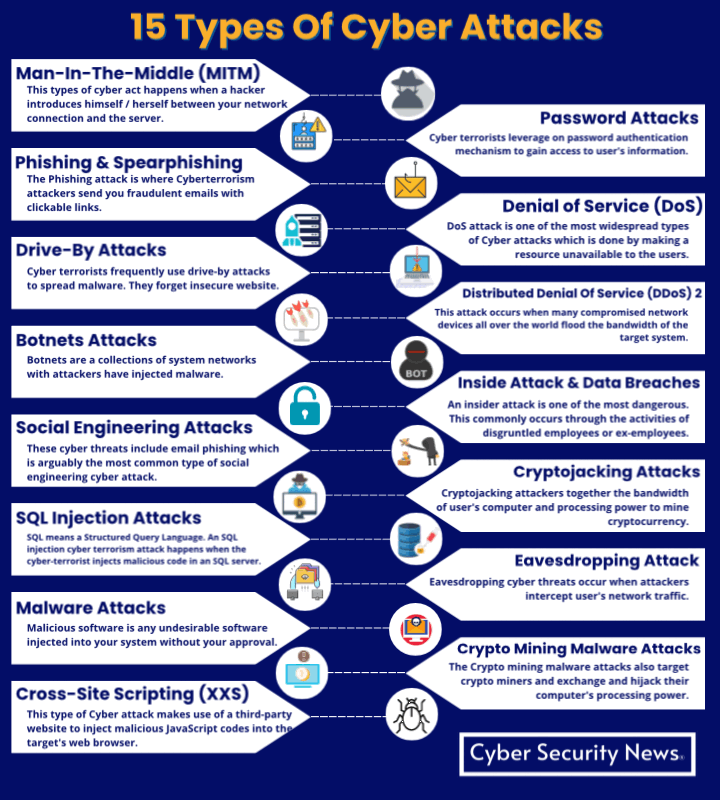 15 Types Of Cyber Attacks
Man-In-The-Middle (MITM)
This types of cyber act happens when a hacker
introduces himself / herself between your network
connection and the server.
Password Attacks
Cyber terrorists leverage on password authentication
mechanism to gain access to user's information.
Phishing & Spearphishing
The Phishing attack is where Cyberterrorism
attackers send you fraudulent emails with
clickable links.
Denial of Service (DoS)
DoS attack is one of the most widespread types
of Cyber attacks which is done by making a
resource unavailable to the users.
Drive-By Attacks
Cyber terrorists frequently use drive-by attacks
to spread malware. They forget insecure website.
Distributed Denial Of Service (DDoS) 2
This attack occurs when many compromised network
devices all over the world flood the bandwidth of the
target system.
Botnets Attacks
Botnets are a collections of system networks
with attackers have injected malware.
BOT
Inside Attack & Data Breaches
An insider attack is one of the most dangerous.
This commonly occurs through the activities of
disgruntled employees or ex-employees.
Social Engineering Attacks
These cyber threats include email phishing which
is arguably the most common type of social
engineering cyber attack.
Cryptojacking Attacks
Cryptojacking attackers together the bandwidth
of user's computer and processing power to mine
cryptocurrency.
SQL Injection Attacks
SQL means a Structured Query Language. An SQL
injection cyber terrorism attack happens when the
cyber-terrorist injects malicious code in an SQL server.
Eavesdropping Attack
Eavesdropping cyber threats occur when attackers
intercept user's network traffic.
Malware Attacks
Malicious software is any undesirable software
injected into your system without your approval.
Crypto Mining Malware Attacks
The Crypto mining malware attacks also target
crypto miners and exchange and hijack their
computer's processing power.
Cross-Site Scripting (XXS)
This type of Cyber attack makes use of a third-party
website to inject malicious JavaScript codes into the
target's web browser.
Cyber Security News®